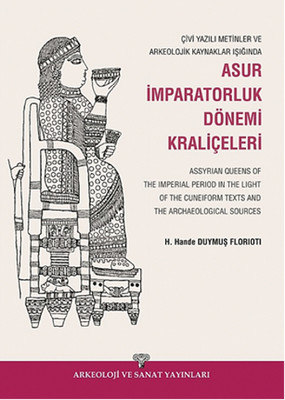 ÇİVİ YAZILI METİNLER VE
ARKEOLOJİK KAYNAKLAR IŞIĞINDA
ASUR
İMPARATORLUK
DÖNEMİ
KRALİÇELERİ
ASSYRIAN QUEENS OF
THE IMPERIAL PERIOD IN THE LIGHT
OF THE CUNEIFORM TEXTS AND
THE ARCHAEOLOGICAL SOURCES
H. Hande DUYMUŞ FLORIOTI
ARKEOLOJİ VE SANAT YAYINLARI